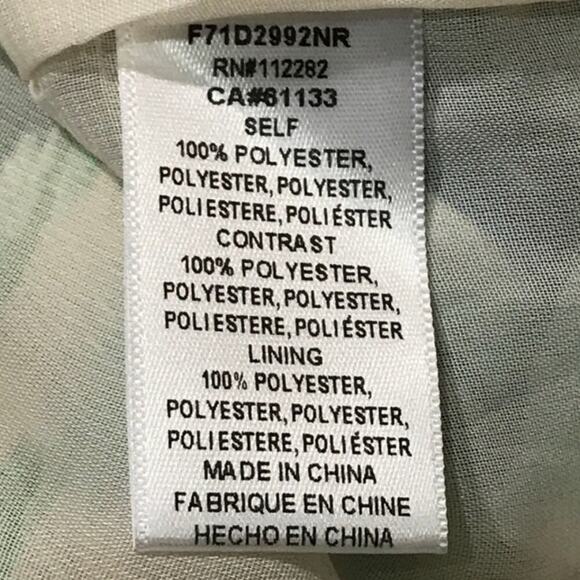 F71D2992NR
RN#112282
CA#61133
SELF
100% POLYESTER,
POLYESTER, POLYESTER,
POLIESTERE, POLIÉSTER
CONTRAST
100% POLYESTER,
POLYESTER, POLYESTER,
POLIESTERE, POLIÉSTER
LINING
100% POLYESTER,
POLYESTER, POLYESTER,
POLIESTERE, POLIÉSTER
MADE IN CHINA
FABRIQUE EN CHINE
HECHO EN CHINA